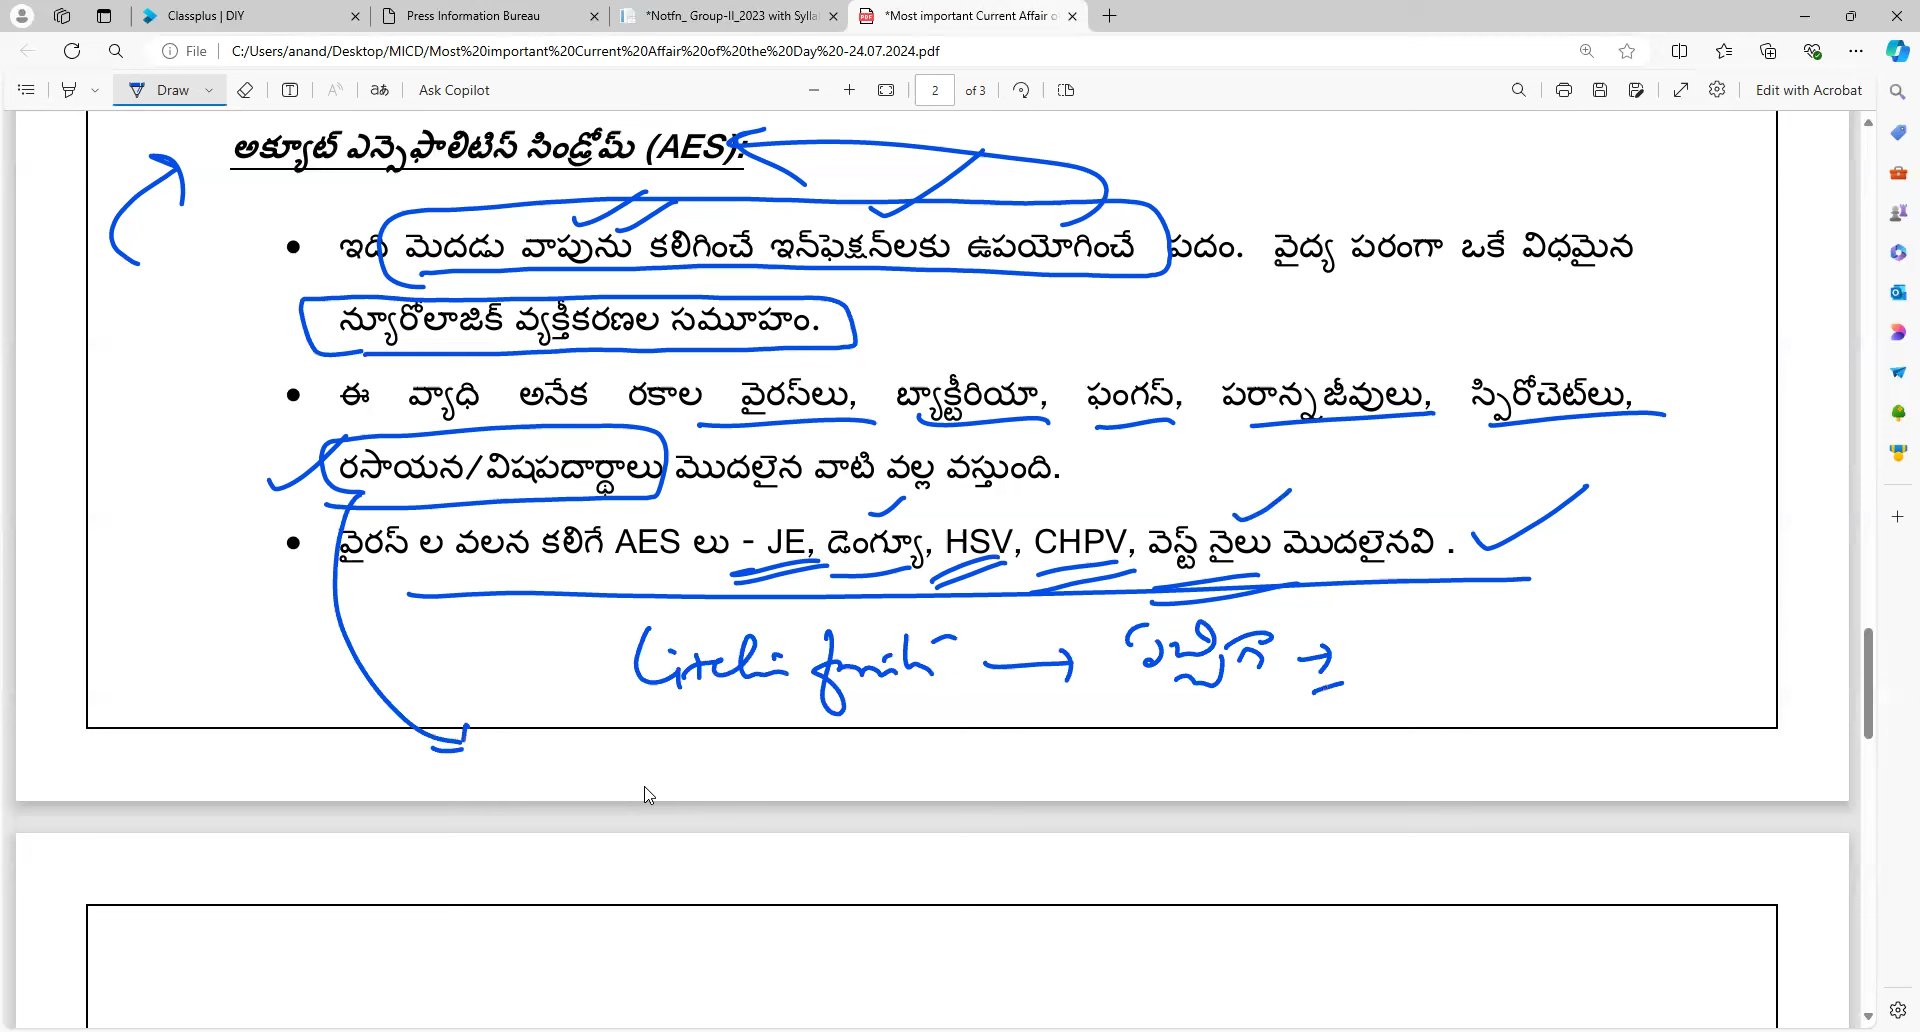 Classplus | DIY
Press Information Bureau
*Notfn_ Group-II_2023 with Sylla
*Most important Current Affair o
File
C:/Users/anand/Desktop/MICD/Most%20important%20Current%20Affair%20of%20the%20Day%20-24.07.2024.pdf
Draw
Ask Copilot
2
of 3
Edit with Acrobat
అక్యూట్ ఎన్సెఫాలిటిస్ సిండ్రోమ్ (AES):
• ఇది మెదడు వాపును కలిగించే ఇన్‌ఫెక్షన్‌లకు ఉపయోగించే పదం. వైద్య పరంగా ఒకే విధమైన
న్యూరోలాజిక్ వ్యక్తీకరణల సమూహం.
• ఈ వ్యాధి అనేక రకాల వైరస్‌లు, బ్యాక్టీరియా, ఫంగస్, పరాన్నజీవులు, స్పిరోచెట్‌లు,
రసాయన/విషపదార్థాలు మొదలైన వాటి వల్ల వస్తుంది.
• వైరస్ ల వలన కలిగే AES లు - JE, డెంగ్యూ, HSV, CHPV, వెస్ట్ నైలు మొదలైనవి .